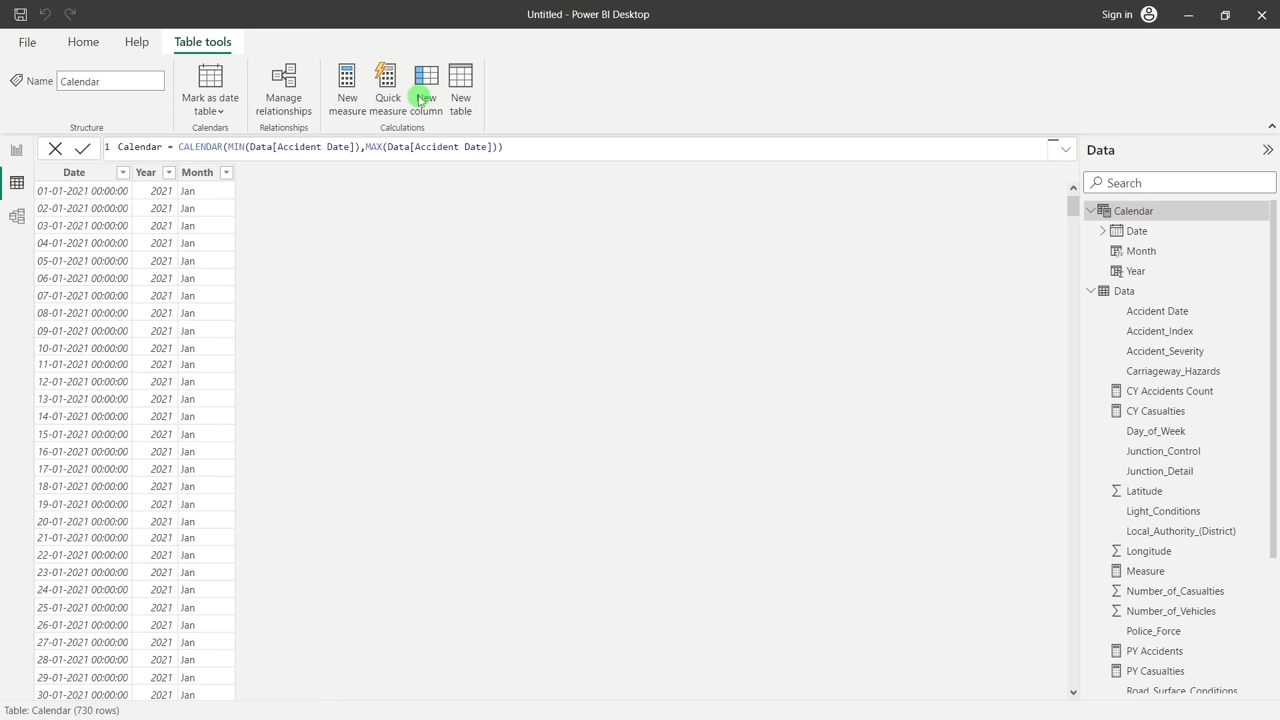 Untitled - Power BI Desktop
Sign in
File
Home
Help
Table tools
Name
Calendar
Mark as date
table
Manage
relationships
New
measure
Quick
measure
New
column
New
table
Structure
Calendars
Relationships
Calculations
1 Calendar = CALENDAR(MIN(Data[Accident Date]),MAX(Data[Accident Date]))
Date Year Month
01-01-2021 00:00:00 2021 Jan
02-01-2021 00:00:00 2021 Jan
03-01-2021 00:00:00 2021 Jan
04-01-2021 00:00:00 2021 Jan
05-01-2021 00:00:00 2021 Jan
06-01-2021 00:00:00 2021 Jan
07-01-2021 00:00:00 2021 Jan
08-01-2021 00:00:00 2021 Jan
09-01-2021 00:00:00 2021 Jan
10-01-2021 00:00:00 2021 Jan
11-01-2021 00:00:00 2021 Jan
12-01-2021 00:00:00 2021 Jan
13-01-2021 00:00:00 2021 Jan
14-01-2021 00:00:00 2021 Jan
15-01-2021 00:00:00 2021 Jan
16-01-2021 00:00:00 2021 Jan
17-01-2021 00:00:00 2021 Jan
18-01-2021 00:00:00 2021 Jan
19-01-2021 00:00:00 2021 Jan
20-01-2021 00:00:00 2021 Jan
21-01-2021 00:00:00 2021 Jan
22-01-2021 00:00:00 2021 Jan
23-01-2021 00:00:00 2021 Jan
24-01-2021 00:00:00 2021 Jan
25-01-2021 00:00:00 2021 Jan
26-01-2021 00:00:00 2021 Jan
27-01-2021 00:00:00 2021 Jan
28-01-2021 00:00:00 2021 Jan
29-01-2021 00:00:00 2021 Jan
30-01-2021 00:00:00 2021 Jan
Data
Search
Calendar
Date
Month
Year
Data
Accident Date
Accident_Index
Accident_Severity
Carriageway_Hazards
CY Accidents Count
CY Casualties
Day_of_Week
Junction_Control
Junction_Detail
Latitude
Light_Conditions
Local_Authority_(District)
Longitude
Measure
Number_of_Casualties
Number_of_Vehicles
Police_Force
PY Accidents
PY Casualties
Road_Surface_Conditions
Table: Calendar (730 rows)